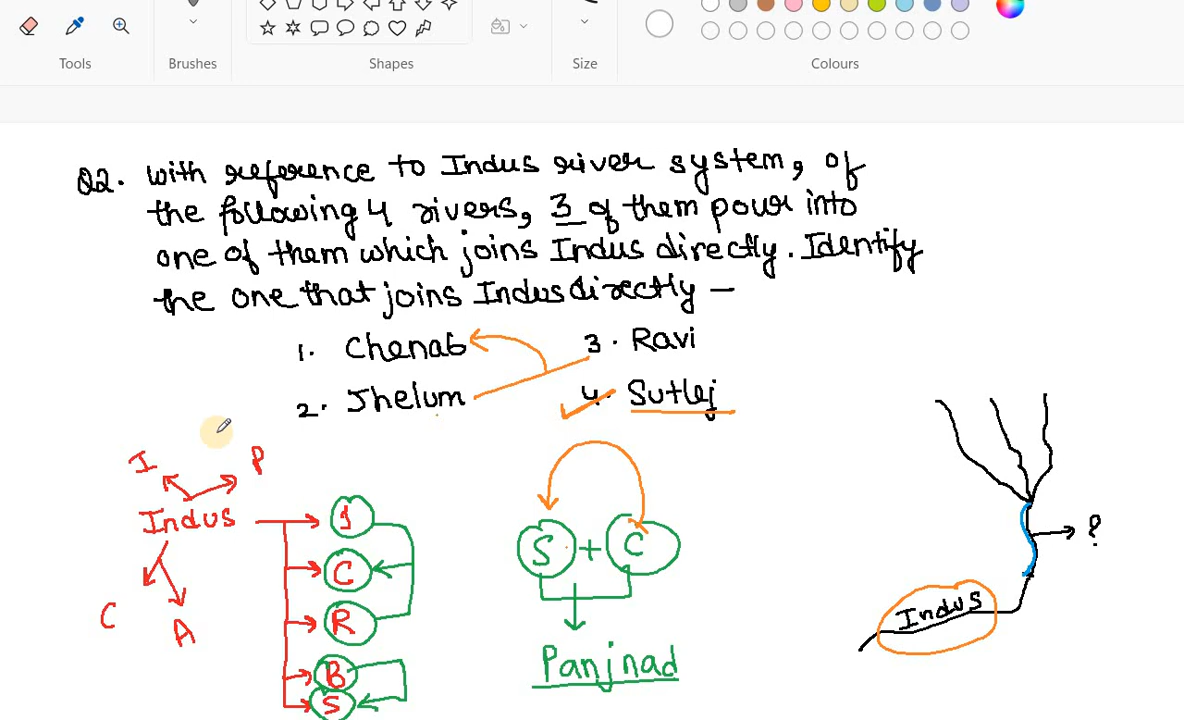 Tools
Brushes
Shapes
Size
Colours
Q2. With reference to Indus river system, of
the following 4 rivers, 3 of them pour into
one of them which joins Indus directly. Identify
the one that joins Indus directly —
1. Chenab
3. Ravi
2. Jhelum
4. Sutlej
I
P
Indus
J
C
A
C
R
B
S
S + C
Panjnad
?
Indus